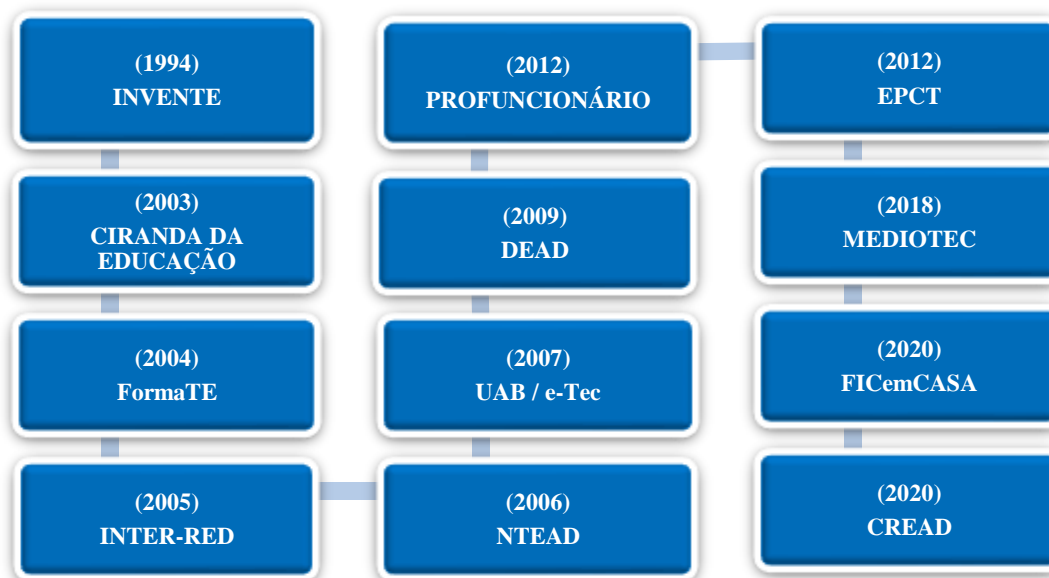 (1994)
INVENTE
(2003)
CIRANDA DA
EDUCAÇÃO
(2004)
FormaTE
(2005)
INTER-RED
(2006)
NTEAD
(2007)
UAB / e-Tec
(2009)
DEAD
(2012)
PROFUNCIONÁRIO
(2012)
EPCT
(2018)
MEDIOTEC
(2020)
FICemCASA
(2020)
CREAD